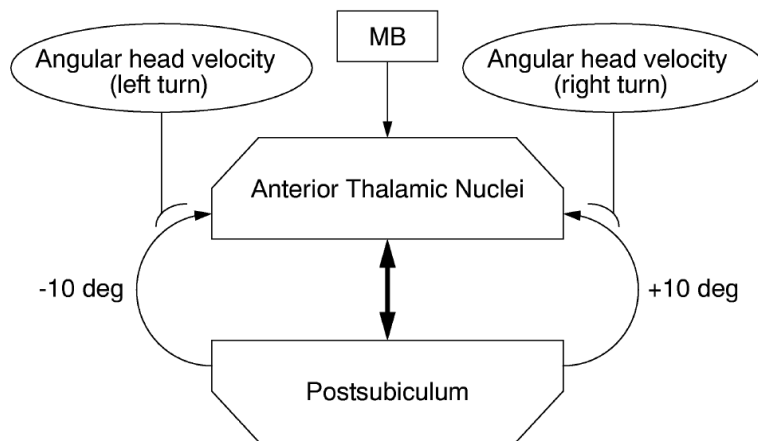 Angular head velocity
(left turn)
MB
Angular head velocity
(right turn)
Anterior Thalamic Nuclei
-10 deg
+10 deg
Postsubiculum